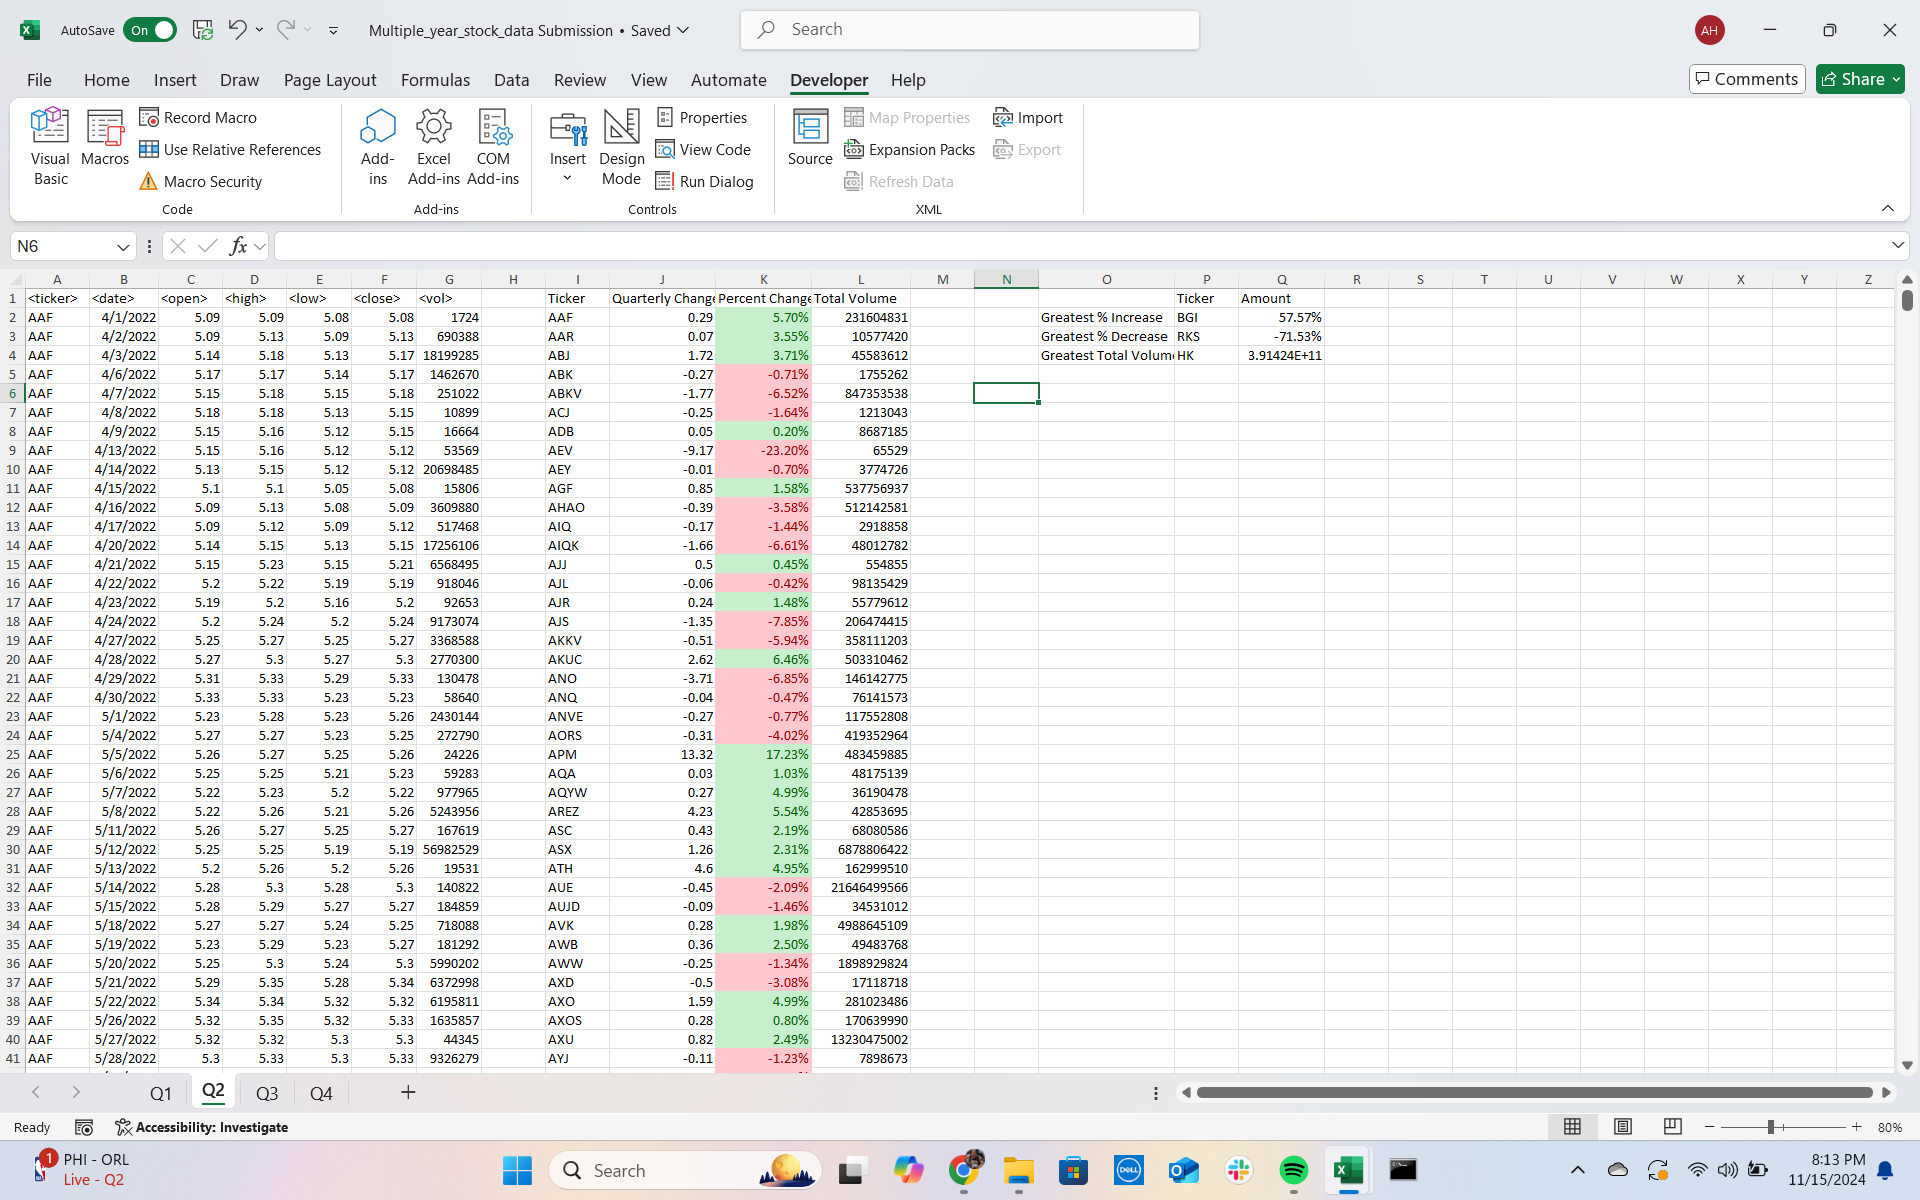 AutoSave On Multiple_year_stock_data Submission • Saved Search AH
File Home Insert Draw Page Layout Formulas Data Review View Automate Developer Help Comments Share
Visual Basic Macros Record Macro Use Relative References Macro Security Add-ins Excel Add-ins COM Add-ins Insert Design Mode Properties View Code Run Dialog Source Map Properties Expansion Packs Refresh Data Import Export
Code Add-ins Controls XML
N6 fx
A B C D E F G H I J K L M N O P Q R S T U V W X Y Z
1 <ticker> <date> <open> <high> <low> <close> <vol> Ticker Quarterly Change Percent Change Total Volume Ticker Amount
2 AAF 4/1/2022 5.09 5.09 5.08 5.08 1724 AAF 0.29 5.70% 231604831 Greatest % Increase BGI 57.57%
3 AAF 4/2/2022 5.09 5.13 5.09 5.13 690388 AAR 0.07 3.55% 10577420 Greatest % Decrease RKS -71.53%
4 AAF 4/3/2022 5.14 5.18 5.13 5.17 18199285 ABJ 1.72 3.71% 45583612 Greatest Total Volum HK 3.91424E+11
5 AAF 4/6/2022 5.17 5.17 5.14 5.17 1462670 ABK -0.27 -0.71% 1755262
6 AAF 4/7/2022 5.15 5.18 5.15 5.18 251022 ABKV -1.77 -6.52% 847353538
7 AAF 4/8/2022 5.18 5.18 5.13 5.15 10899 ACJ -0.25 -1.64% 1213043
8 AAF 4/9/2022 5.15 5.16 5.12 5.15 16664 ADB 0.05 0.20% 8687185
9 AAF 4/13/2022 5.15 5.16 5.12 5.12 53569 AEV -9.17 -23.20% 65529
10 AAF 4/14/2022 5.13 5.15 5.12 5.12 20698485 AEY -0.01 -0.70% 3774726
11 AAF 4/15/2022 5.1 5.1 5.05 5.08 15806 AGF 0.85 1.58% 537756937
12 AAF 4/16/2022 5.09 5.13 5.08 5.09 3609880 AHAO -0.39 -3.58% 512142581
13 AAF 4/17/2022 5.09 5.12 5.09 5.12 517468 AIQ -0.17 -1.44% 2918858
14 AAF 4/20/2022 5.14 5.15 5.13 5.15 17256106 AIQK -1.66 -6.61% 48012782
15 AAF 4/21/2022 5.15 5.23 5.15 5.21 6568495 AJJ 0.5 0.45% 554855
16 AAF 4/22/2022 5.2 5.22 5.19 5.19 918046 AJL -0.06 -0.42% 98135429
17 AAF 4/23/2022 5.19 5.2 5.16 5.2 92653 AJR 0.24 1.48% 55779612
18 AAF 4/24/2022 5.2 5.24 5.2 5.24 9173074 AJS -1.35 -7.85% 206474415
19 AAF 4/27/2022 5.25 5.27 5.25 5.27 3368588 AKKV -0.51 -5.94% 358111203
20 AAF 4/28/2022 5.27 5.3 5.27 5.3 2770300 AKUC 2.62 6.46% 503310462
21 AAF 4/29/2022 5.31 5.33 5.29 5.33 130478 ANO -3.71 -6.85% 146142775
22 AAF 4/30/2022 5.33 5.33 5.23 5.23 58640 ANQ -0.04 -0.47% 76141573
23 AAF 5/1/2022 5.23 5.28 5.23 5.26 2430144 ANVE -0.27 -0.77% 117552808
24 AAF 5/4/2022 5.27 5.27 5.23 5.25 272790 AORS -0.31 -4.02% 419352964
25 AAF 5/5/2022 5.26 5.27 5.25 5.26 24226 APM 13.32 17.23% 483459885
26 AAF 5/6/2022 5.25 5.25 5.21 5.23 59283 AQA 0.03 1.03% 48175139
27 AAF 5/7/2022 5.22 5.23 5.2 5.22 977965 AQYW 0.27 4.99% 36190478
28 AAF 5/8/2022 5.22 5.26 5.21 5.26 5243956 AREZ 4.23 5.54% 42853695
29 AAF 5/11/2022 5.26 5.27 5.25 5.27 167619 ASC 0.43 2.19% 68080586
30 AAF 5/12/2022 5.25 5.25 5.19 5.19 56982529 ASX 1.26 2.31% 6878806422
31 AAF 5/13/2022 5.2 5.26 5.2 5.26 19531 ATH 4.6 4.95% 162999510
32 AAF 5/14/2022 5.28 5.3 5.28 5.3 140822 AUE -0.45 -2.09% 21646499566
33 AAF 5/15/2022 5.28 5.29 5.27 5.27 184859 AUJD -0.09 -1.46% 34531012
34 AAF 5/18/2022 5.27 5.27 5.24 5.25 718088 AVK 0.28 1.98% 4988645109
35 AAF 5/19/2022 5.23 5.29 5.23 5.27 181292 AWB 0.36 2.50% 49483768
36 AAF 5/20/2022 5.25 5.3 5.24 5.3 5990202 AWW -0.25 -1.34% 1898929824
37 AAF 5/21/2022 5.29 5.35 5.28 5.34 6372998 AXD -0.5 -3.08% 17118718
38 AAF 5/22/2022 5.34 5.34 5.32 5.32 6195811 AXO 1.59 4.99% 281023486
39 AAF 5/26/2022 5.32 5.35 5.32 5.33 1635857 AXOS 0.28 0.80% 170639990
40 AAF 5/27/2022 5.32 5.32 5.3 5.3 44345 AXU 0.82 2.49% 13230475002
41 AAF 5/28/2022 5.3 5.33 5.3 5.33 9326279 AYJ -0.11 -1.23% 7898673
Q1 Q2 Q3 Q4
Ready Accessibility: Investigate 80%
1 PHI - ORL Live - Q2 Search DELL 8:13 PM 11/15/2024